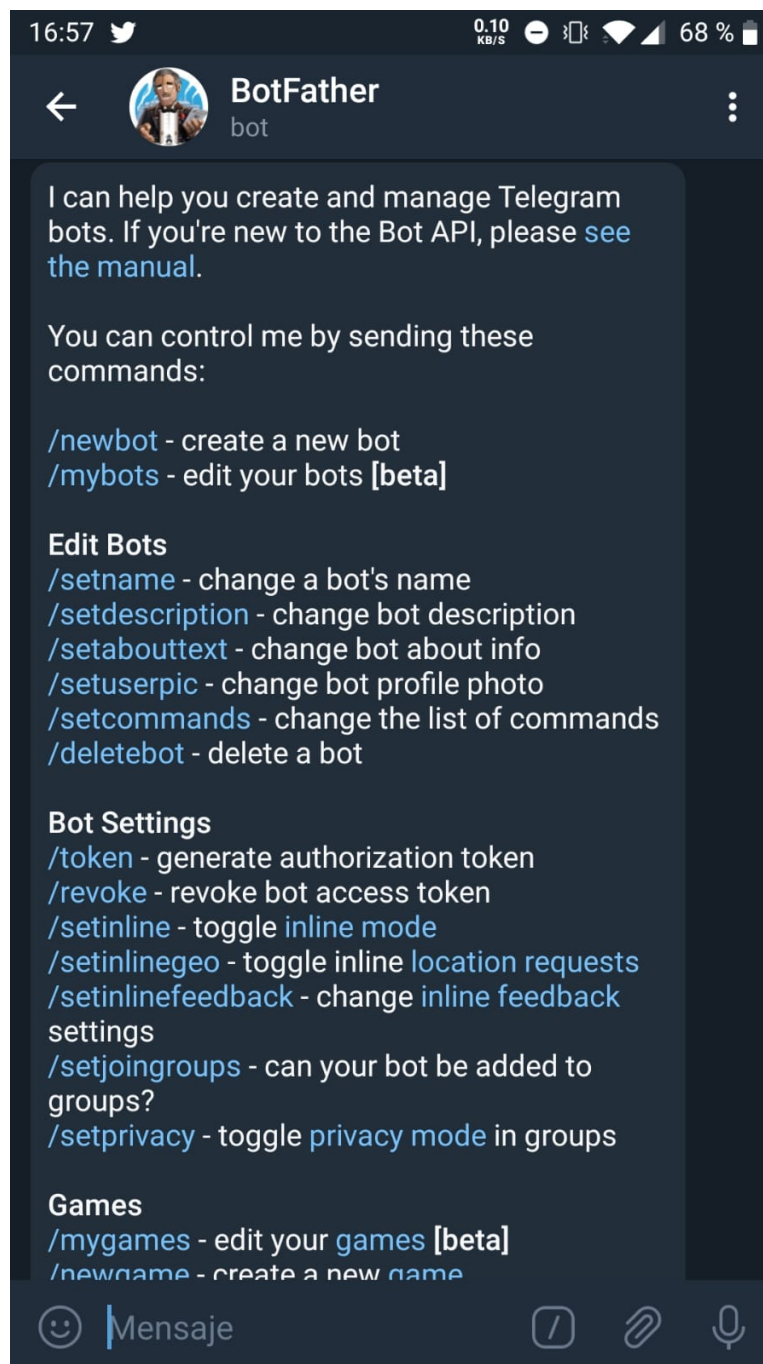 16:57
0.10
KB/S
68 %
BotFather
bot
I can help you create and manage Telegram
bots. If you're new to the Bot API, please see
the manual.
You can control me by sending these
commands:
/newbot - create a new bot
/mybots - edit your bots [beta]
Edit Bots
/setname - change a bot's name
/setdescription - change bot description
/setabouttext - change bot about info
/setuserpic - change bot profile photo
/setcommands - change the list of commands
/deletebot - delete a bot
Bot Settings
/token - generate authorization token
/revoke - revoke bot access token
/setinline - toggle inline mode
/setinlinegeo - toggle inline location requests
/setinlinefeedback - change inline feedback
settings
/setjoingroups - can your bot be added to
groups?
/setprivacy - toggle privacy mode in groups
Games
/mygames - edit your games [beta]
/newgame - create a new game
Mensaje